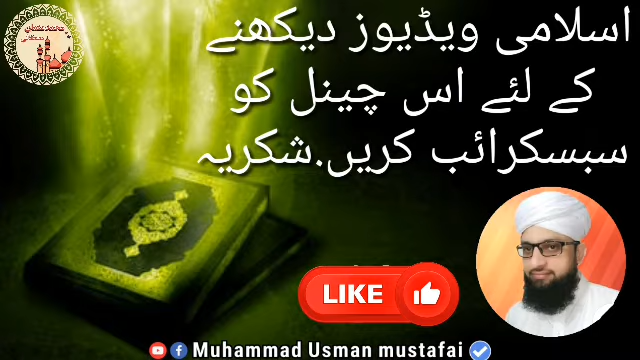 اسلامی ویڈیوز دیکھنے
کے لئے اس چینل کو
سبسکرائب کریں.شکریہ
LIKE
Muhammad Usman mustafai